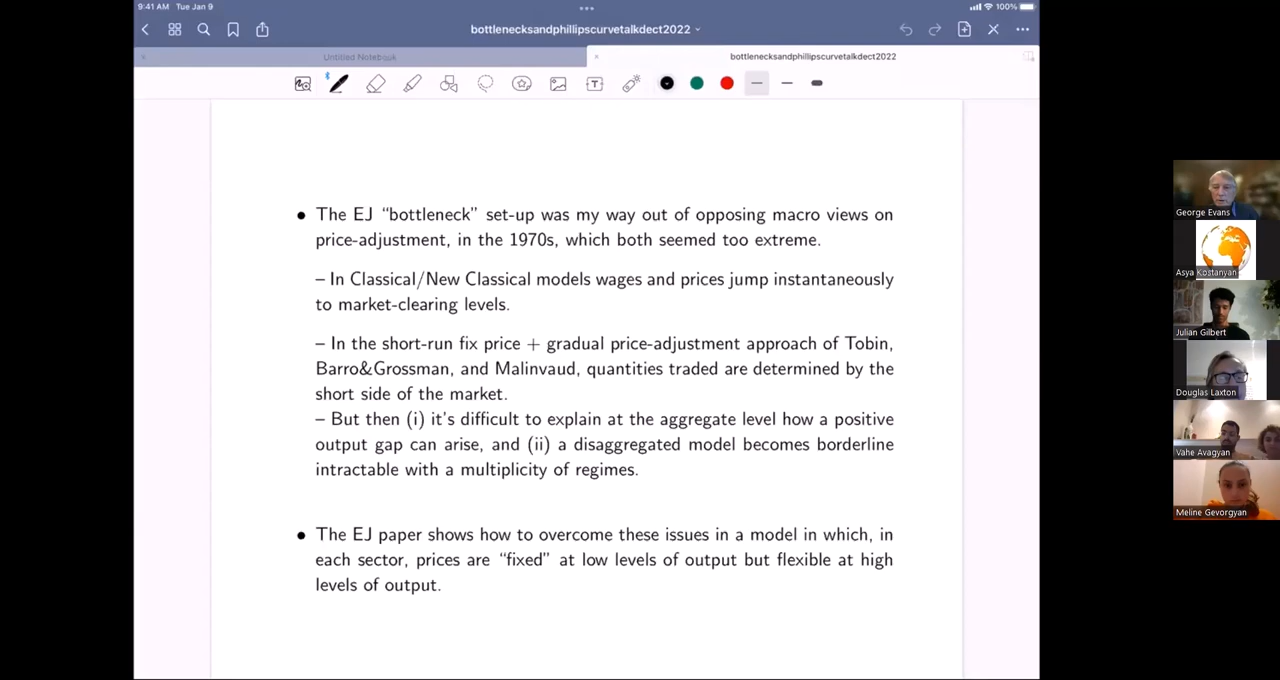 9:41 AM Tue Jan 9
100%
bottlenecksandphillipscurvetalkdect2022
Untitled Notebook
bottlenecksandphillipscurvetalkdect2022
T
• The EJ “bottleneck” set-up was my way out of opposing macro views on
price-adjustment, in the 1970s, which both seemed too extreme.
– In Classical/New Classical models wages and prices jump instantaneously
to market-clearing levels.
– In the short-run fix price + gradual price-adjustment approach of Tobin,
Barro&Grossman, and Malinvaud, quantities traded are determined by the
short side of the market.
– But then (i) it's difficult to explain at the aggregate level how a positive
output gap can arise, and (ii) a disaggregated model becomes borderline
intractable with a multiplicity of regimes.
• The EJ paper shows how to overcome these issues in a model in which, in
each sector, prices are “fixed” at low levels of output but flexible at high
levels of output.
George Evans
Asya Kostanyan
Julian Gilbert
Douglas Laxton
Vahe Avagyan
Meline Gevorgyan